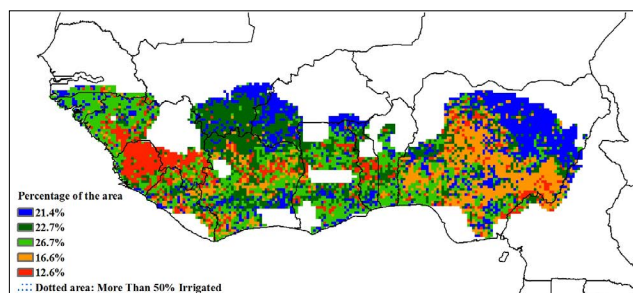 Percentage of the area
21.4%
22.7%
26.7%
16.6%
12.6%
Dotted area: More Than 50% Irrigated